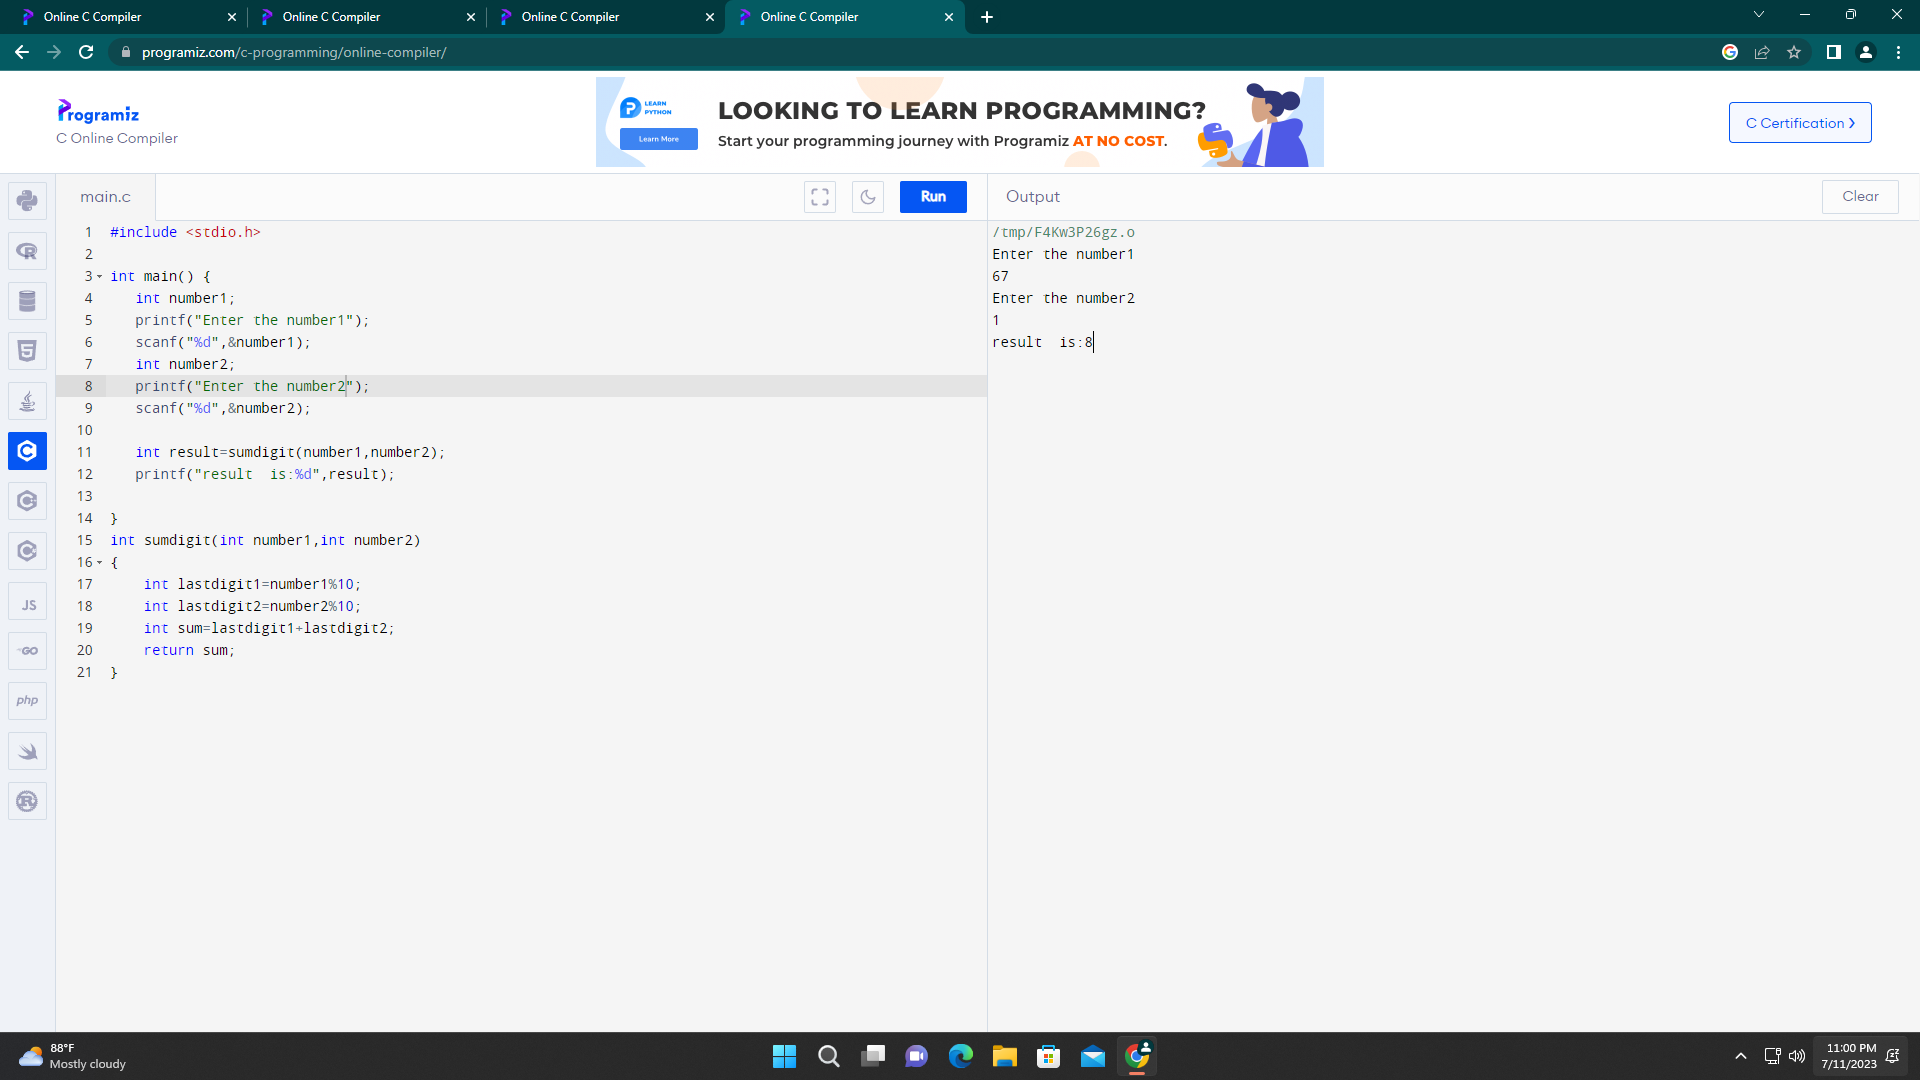 Online C Compiler
Online C Compiler
Online C Compiler
Online C Compiler
programiz.com/c-programming/online-compiler/
Programiz
C Online Compiler
LEARN
PYTHON
Learn More
LOOKING TO LEARN PROGRAMMING?
Start your programming journey with Programiz AT NO COST.
C Certification >
main.c
Run
Output
Clear
1 #include <stdio.h>
2
3 int main() {
4 int number1;
5 printf("Enter the number1");
6 scanf("%d",&number1);
7 int number2;
8 printf("Enter the number2");
9 scanf("%d",&number2);
10
11 int result=sumdigit(number1,number2);
12 printf("result  is:%d",result);
13
14 }
15 int sumdigit(int number1,int number2)
16 {
17 int lastdigit1=number1%10;
18 int lastdigit2=number2%10;
19 int sum=lastdigit1+lastdigit2;
20 return sum;
21 }
/tmp/F4Kw3P26gz.o
Enter the number1
67
Enter the number2
1
result  is:8
R
5
C
JS
GO
php
R
88°F
Mostly cloudy
11:00 PM
7/11/2023